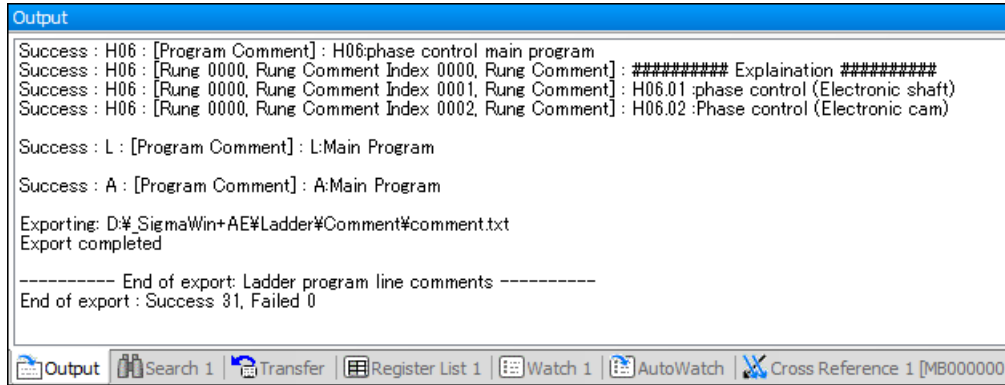 Output
Success : H06 : [Program Comment] : H06:phase control main program
Success : H06 : [Rung 0000, Rung Comment Index 0000, Rung Comment] : ########## Explaination ##########
Success : H06 : [Rung 0000, Rung Comment Index 0001, Rung Comment] : H06.01 :phase control (Electronic shaft)
Success : H06 : [Rung 0000, Rung Comment Index 0002, Rung Comment] : H06.02 :Phase control (Electronic cam)
Success : L : [Program Comment] : L:Main Program
Success : A : [Program Comment] : A:Main Program
Exporting: D:¥_SigmaWin+AE¥Ladder¥Comment¥comment.txt
Export completed
---------- End of export: Ladder program line comments ----------
End of export : Success 31, Failed 0
Output Search 1 Transfer Register List 1 Watch 1 AutoWatch Cross Reference 1 [MB000000